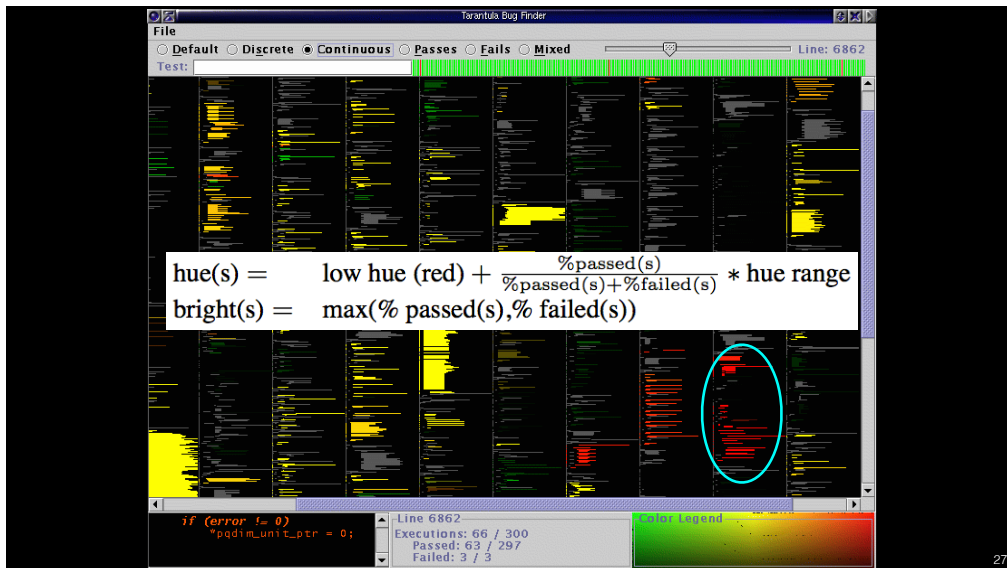 Tarantula Bug Finder
File
Default Discrete Continuous Passes Fails Mixed Line: 6862
Test:
hue(s) = low hue (red) + %passed(s) / %passed(s)+%failed(s) * hue range
bright(s) = max(% passed(s),% failed(s))
if (error != 0)
*pqdim_unit_ptr = 0;
Line 6862
Executions: 66 / 300
Passed: 63 / 297
Failed: 3 / 3
Color Legend
27